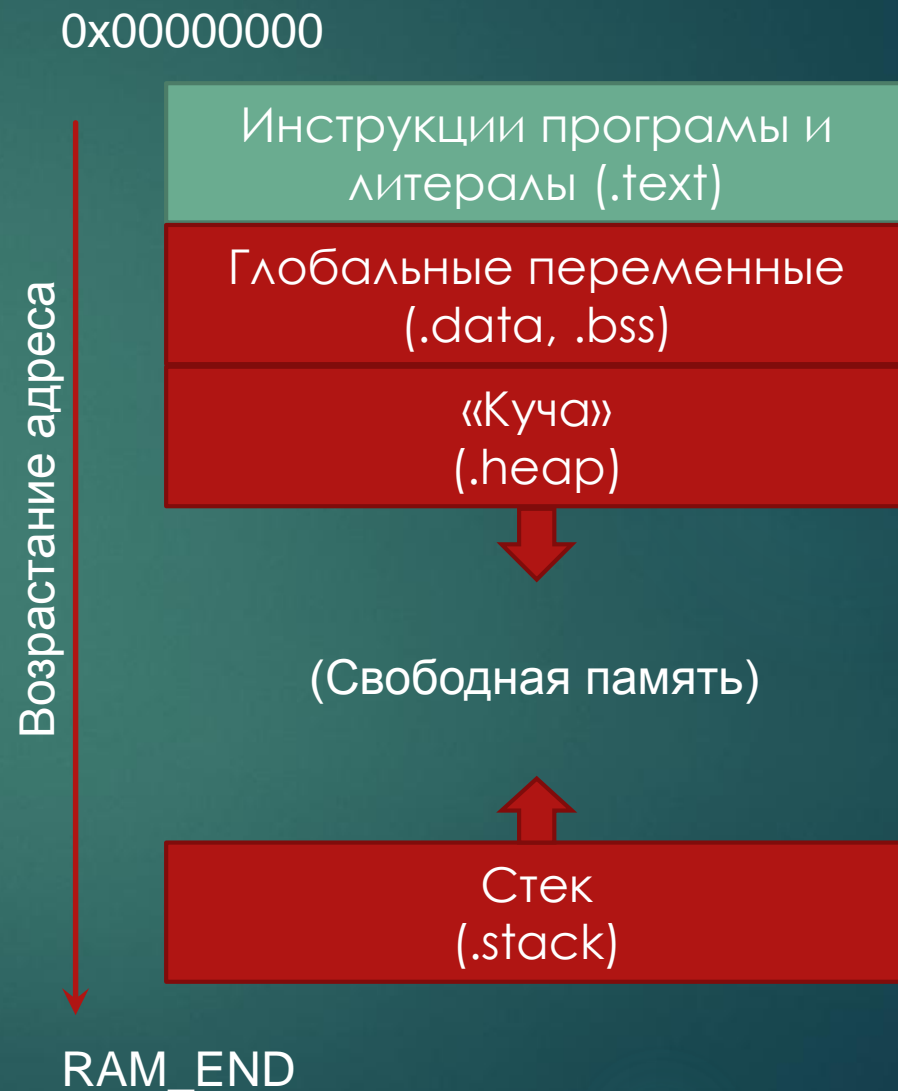 0x00000000
Инструкции програмы и
литералы (.text)
Глобальные переменные
(.data, .bss)
«Куча»
(.heap)
Возрастание адреса
(Свободная память)
Стек
(.stack)
RAM_END